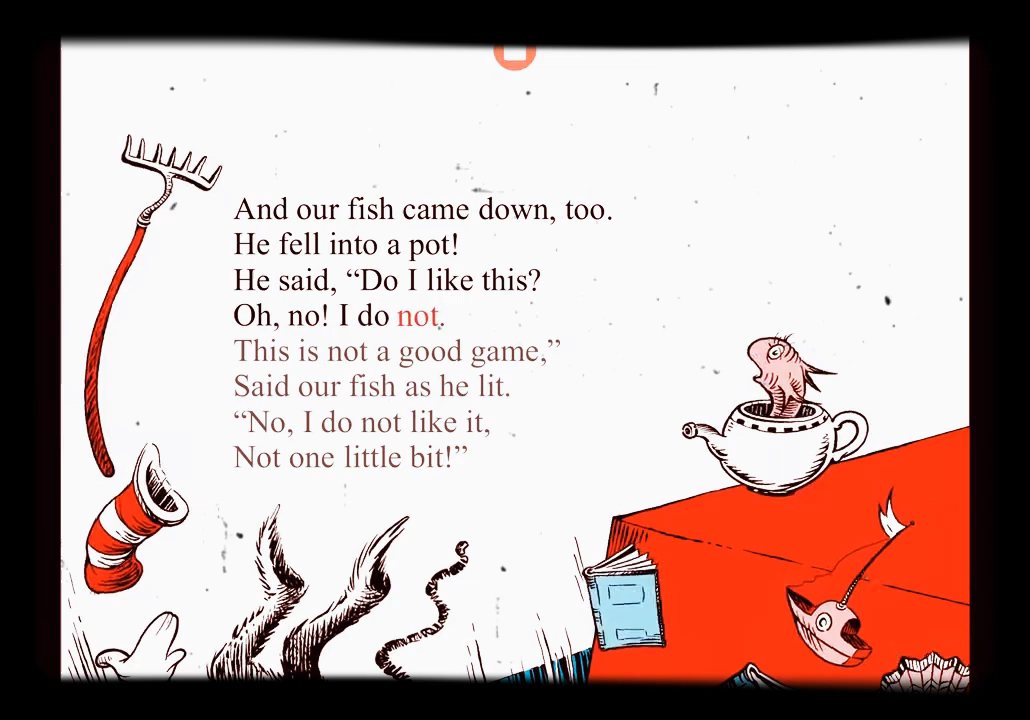 And our fish came down, too.
He fell into a pot!
He said, “Do I like this?
Oh, no! I do not.
This is not a good game,”
Said our fish as he lit.
“No, I do not like it,
Not one little bit!”